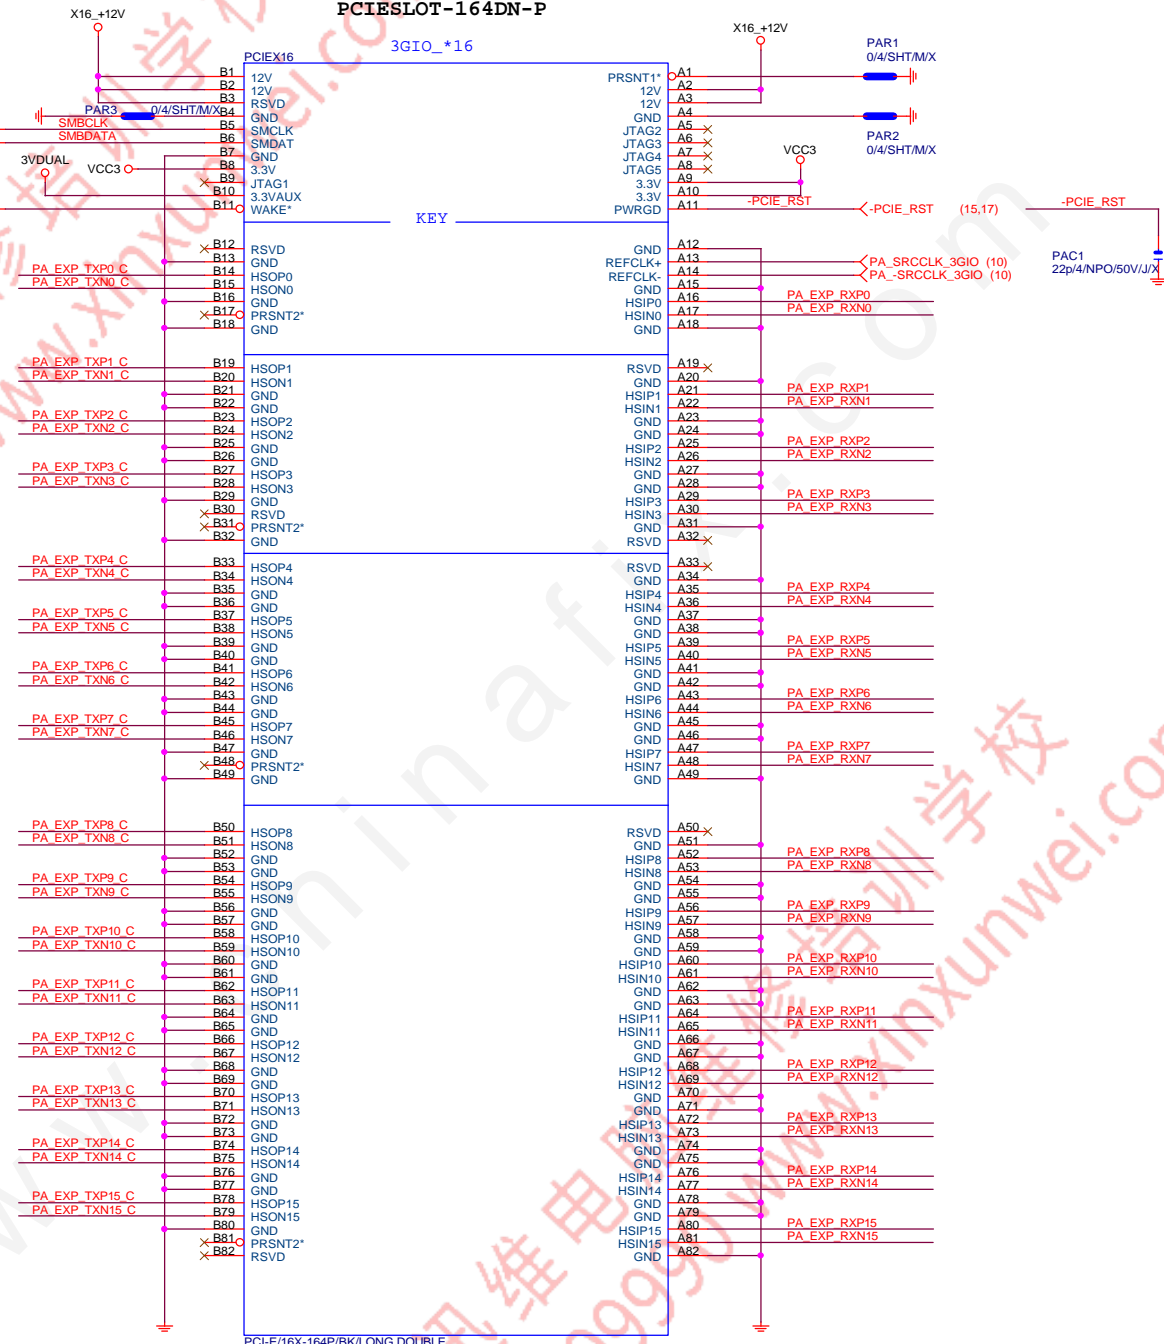 PCIESLOT-164DN-P
X16_+12V
3GIO_*16
X16_+12V
PCIEX16
PAR1
0/4/SHT/M/X
B1 12V PRSNT1* A1
B2 12V 12V A2
B3 RSVD 12V A3
PAR3 0/4/SHT/M/X B4 GND GND A4
SMBCLK B5 SMCLK JTAG2 A5
SMBDATA B6 SMDAT JTAG3 A6
PAR2
0/4/SHT/M/X
B7 GND JTAG4 A7
3VDUAL VCC3 B8 3.3V JTAG5 A8 VCC3
B9 JTAG1 3.3V A9
B10 3.3VAUX 3.3V A10
B11 WAKE* PWRGD A11 -PCIE_RST -PCIE_RST (15,17) -PCIE_RST
KEY
B12 RSVD GND A12
B13 GND REFCLK+ A13 PA_SRCCLK_3GIO (10)
PA_EXP_TXP0_C B14 HSOP0 REFCLK- A14 PA_-SRCCLK_3GIO (10)
PAC1
22p/4/NPO/50V/J/X
PA_EXP_TXN0_C B15 HSON0 GND A15
B16 GND HSIP0 A16 PA_EXP_RXP0
B17 PRSNT2* HSIN0 A17 PA_EXP_RXN0
B18 GND GND A18
PA_EXP_TXP1_C B19 HSOP1 RSVD A19
PA_EXP_TXN1_C B20 HSON1 GND A20
B21 GND HSIP1 A21 PA_EXP_RXP1
B22 GND HSIN1 A22 PA_EXP_RXN1
PA_EXP_TXP2_C B23 HSOP2 GND A23
PA_EXP_TXN2_C B24 HSON2 GND A24
B25 GND HSIP2 A25 PA_EXP_RXP2
B26 GND HSIN2 A26 PA_EXP_RXN2
PA_EXP_TXP3_C B27 HSOP3 GND A27
PA_EXP_TXN3_C B28 HSON3 GND A28
B29 GND HSIP3 A29 PA_EXP_RXP3
B30 RSVD HSIN3 A30 PA_EXP_RXN3
B31 PRSNT2* GND A31
B32 GND RSVD A32
PA_EXP_TXP4_C B33 HSOP4 RSVD A33
PA_EXP_TXN4_C B34 HSON4 GND A34
B35 GND HSIP4 A35 PA_EXP_RXP4
B36 GND HSIN4 A36 PA_EXP_RXN4
PA_EXP_TXP5_C B37 HSOP5 GND A37
PA_EXP_TXN5_C B38 HSON5 GND A38
B39 GND HSIP5 A39 PA_EXP_RXP5
B40 GND HSIN5 A40 PA_EXP_RXN5
PA_EXP_TXP6_C B41 HSOP6 GND A41
PA_EXP_TXN6_C B42 HSON6 GND A42
B43 GND HSIP6 A43 PA_EXP_RXP6
B44 GND HSIN6 A44 PA_EXP_RXN6
PA_EXP_TXP7_C B45 HSOP7 GND A45
PA_EXP_TXN7_C B46 HSON7 GND A46
B47 GND HSIP7 A47 PA_EXP_RXP7
B48 PRSNT2* HSIN7 A48 PA_EXP_RXN7
B49 GND GND A49
PA_EXP_TXP8_C B50 HSOP8 RSVD A50
PA_EXP_TXN8_C B51 HSON8 GND A51
B52 GND HSIP8 A52 PA_EXP_RXP8
B53 GND HSIN8 A53 PA_EXP_RXN8
PA_EXP_TXP9_C B54 HSOP9 GND A54
PA_EXP_TXN9_C B55 HSON9 GND A55
B56 GND HSIP9 A56 PA_EXP_RXP9
B57 GND HSIN9 A57 PA_EXP_RXN9
PA_EXP_TXP10_C B58 HSOP10 GND A58
PA_EXP_TXN10_C B59 HSON10 GND A59
B60 GND HSIP10 A60 PA_EXP_RXP10
B61 GND HSIN10 A61 PA_EXP_RXN10
PA_EXP_TXP11_C B62 HSOP11 GND A62
PA_EXP_TXN11_C B63 HSON11 GND A63
B64 GND HSIP11 A64 PA_EXP_RXP11
B65 GND HSIN11 A65 PA_EXP_RXN11
PA_EXP_TXP12_C B66 HSOP12 GND A66
PA_EXP_TXN12_C B67 HSON12 GND A67
B68 GND HSIP12 A68 PA_EXP_RXP12
B69 GND HSIN12 A69 PA_EXP_RXN12
PA_EXP_TXP13_C B70 HSOP13 GND A70
PA_EXP_TXN13_C B71 HSON13 GND A71
B72 GND HSIP13 A72 PA_EXP_RXP13
B73 GND HSIN13 A73 PA_EXP_RXN13
PA_EXP_TXP14_C B74 HSOP14 GND A74
PA_EXP_TXN14_C B75 HSON14 GND A75
B76 GND HSIP14 A76 PA_EXP_RXP14
B77 GND HSIN14 A77 PA_EXP_RXN14
PA_EXP_TXP15_C B78 HSOP15 GND A78
PA_EXP_TXN15_C B79 HSON15 GND A79
B80 GND HSIP15 A80 PA_EXP_RXP15
B81 PRSNT2* HSIN15 A81 PA_EXP_RXN15
B82 RSVD GND A82
PCI-E/16X-164P/BK/LONG DOUBLE
修培训学校
www.xinxunwei.co
讯维电脑维修培训学校
9990 www.xinxunwei.co